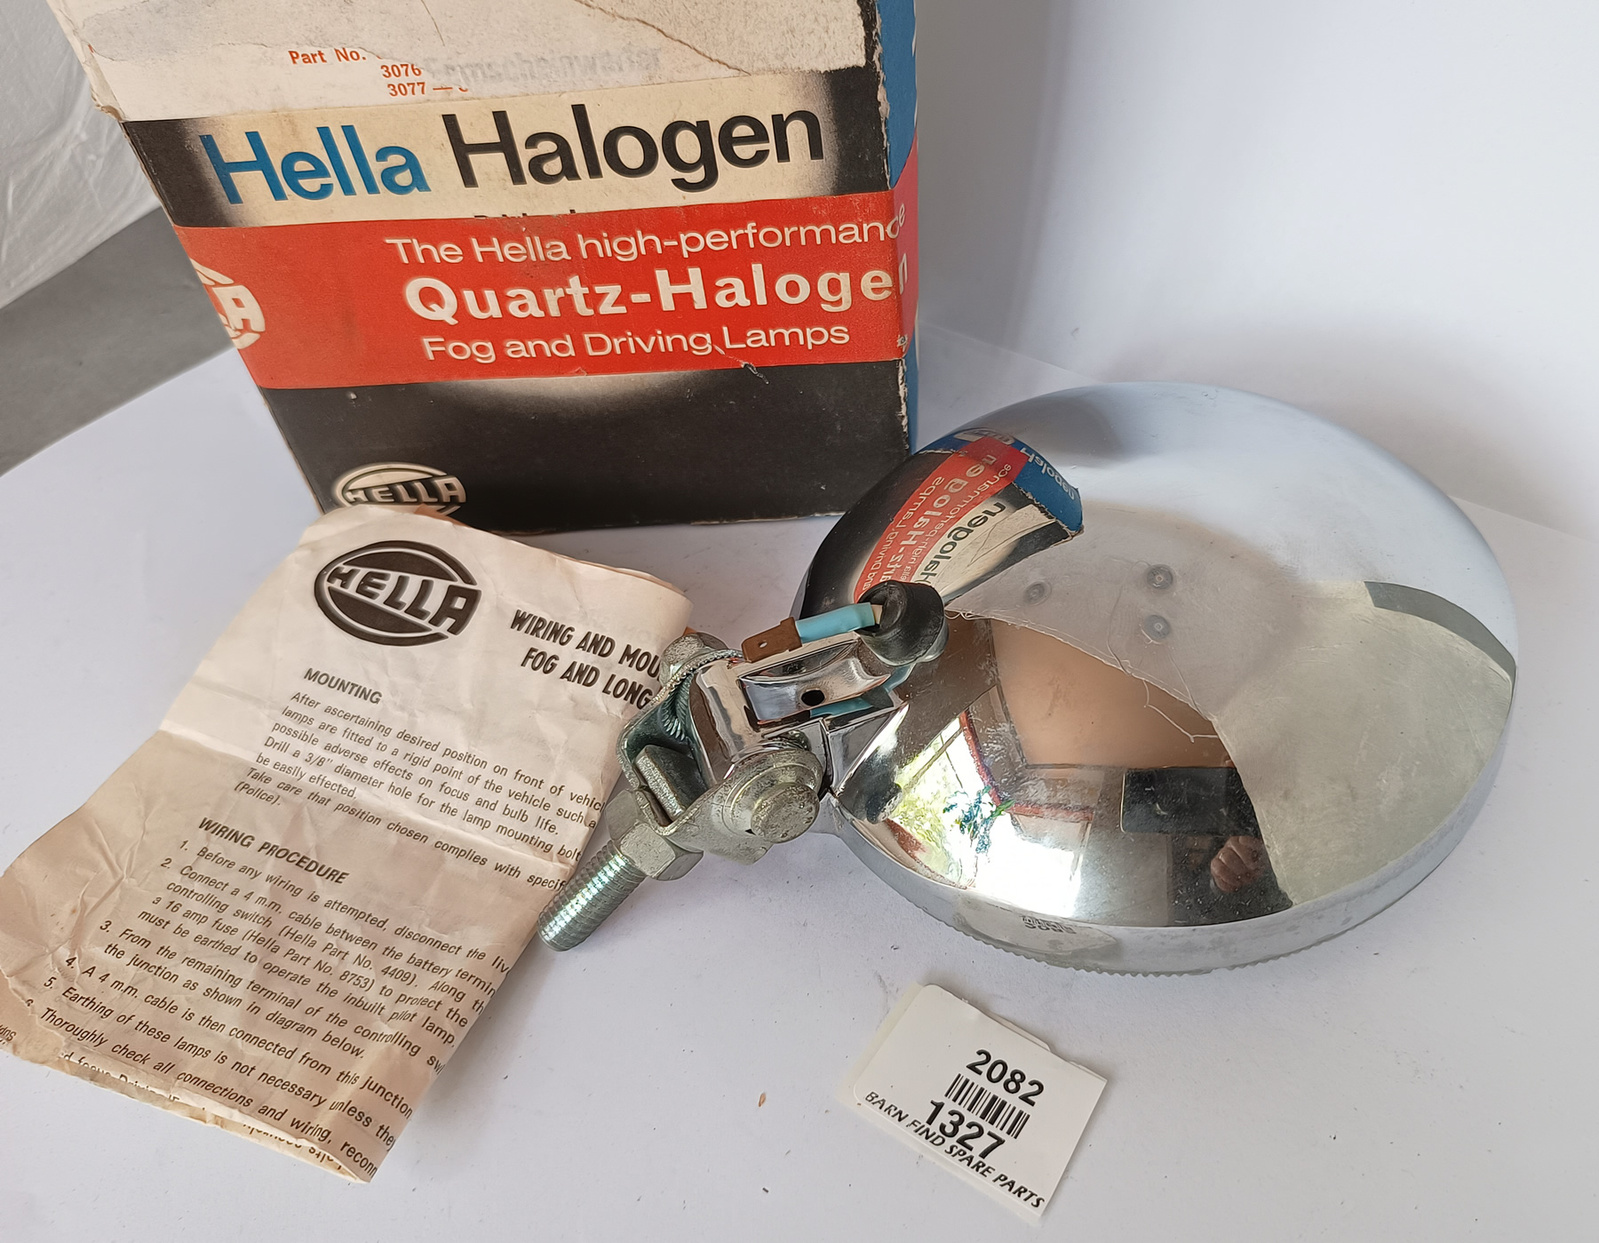 Part No.
3076
3077 —
Hella Halogen
The Hella high-performance
Quartz-Halogen
Fog and Driving Lamps
HELLA
HELLA
WIRING AND MOU
FOG AND LONG
MOUNTING
After ascertaining desired position on front of vehic
lamps are fitted to a rigid point of the vehicle such a
possible adverse effects on focus and bulb life.
Drill a 3/8" diameter hole for the lamp mounting bolt
be easily effected.
Take care that position chosen complies with specif
(Police).
WIRING PROCEDURE
1. Before any wiring is attempted, disconnect the liv
2. Connect a 4 m.m. cable between the battery termin
controlling switch (Hella Part No. 4409). Along th
a 16 amp fuse (Hella Part No. 8753) to protect the
must be earthed to operate the inbuilt pilot lamp.
3. From the remaining terminal of the controlling sw
the junction as shown in diagram below.
4. A 4 m.m. cable is then connected from this junction
5. Earthing of these lamps is not necessary unless the
Thoroughly check all connections and wiring, reconn
2082
1327
BARN FIND SPARE PARTS